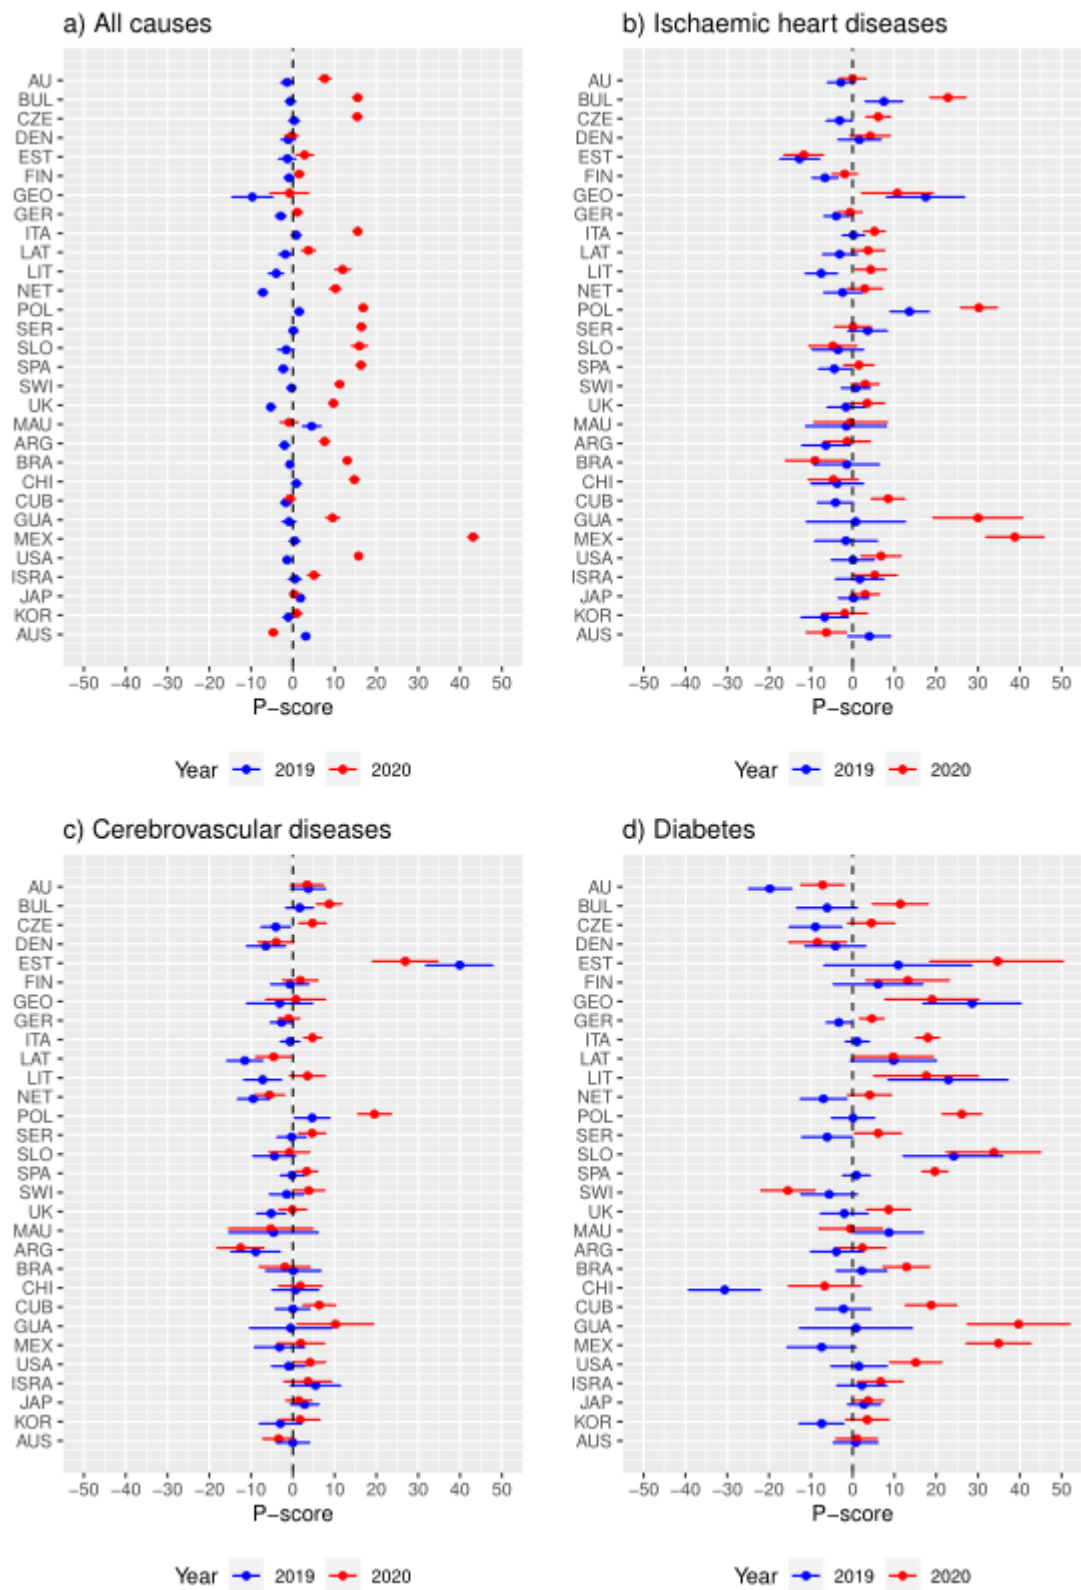 a) All causes
AU
BUL
CZE
DEN
EST
FIN
GEO
GER
ITA
LAT
LIT
NET
POL
SER
SLO
SPA
SWI
UK
MAU
ARG
BRA
CHI
CUB
GUA
MEX
USA
ISRA
JAP
KOR
AUS
−50 −40 −30 −20 −10 0 10 20 30 40 50
P−score
Year 2019 2020
b) Ischaemic heart diseases
AU
BUL
CZE
DEN
EST
FIN
GEO
GER
ITA
LAT
LIT
NET
POL
SER
SLO
SPA
SWI
UK
MAU
ARG
BRA
CHI
CUB
GUA
MEX
USA
ISRA
JAP
KOR
AUS
−50 −40 −30 −20 −10 0 10 20 30 40 50
P−score
Year 2019 2020
c) Cerebrovascular diseases
AU
BUL
CZE
DEN
EST
FIN
GEO
GER
ITA
LAT
LIT
NET
POL
SER
SLO
SPA
SWI
UK
MAU
ARG
BRA
CHI
CUB
GUA
MEX
USA
ISRA
JAP
KOR
AUS
−50 −40 −30 −20 −10 0 10 20 30 40 50
P−score
Year 2019 2020
d) Diabetes
AU
BUL
CZE
DEN
EST
FIN
GEO
GER
ITA
LAT
LIT
NET
POL
SER
SLO
SPA
SWI
UK
MAU
ARG
BRA
CHI
CUB
GUA
MEX
USA
ISRA
JAP
KOR
AUS
−50 −40 −30 −20 −10 0 10 20 30 40 50
P−score
Year 2019 2020